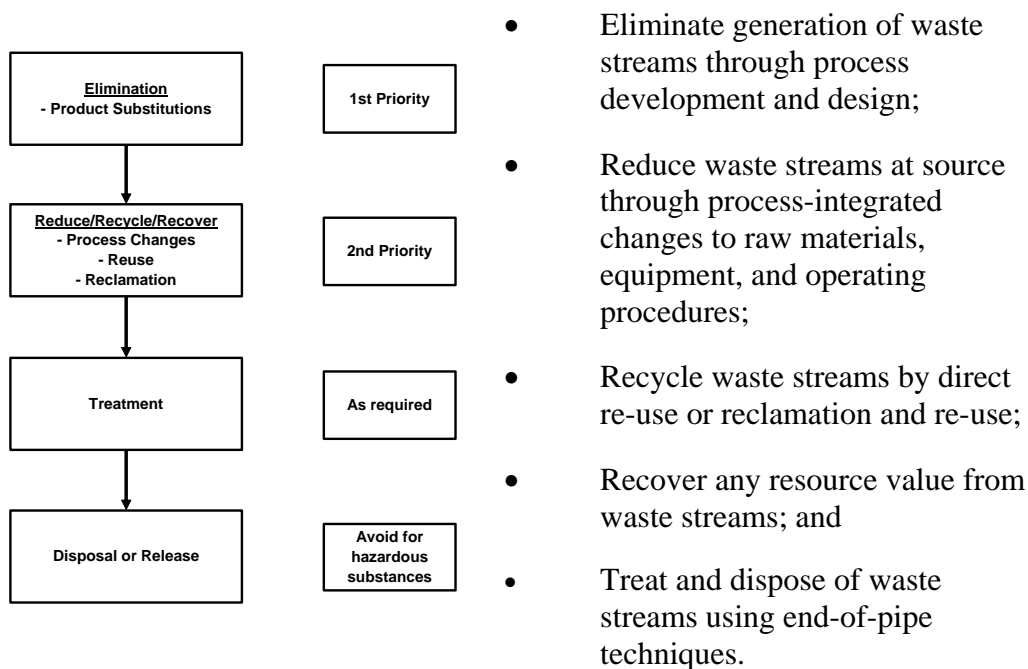 Elimination
- Product Substitutions
1st Priority
Reduce/Recycle/Recover
- Process Changes
- Reuse
- Reclamation
2nd Priority
Treatment
As required
Disposal or Release
Avoid for
hazardous
substances
• Eliminate generation of waste
streams through process
development and design;
• Reduce waste streams at source
through process-integrated
changes to raw materials,
equipment, and operating
procedures;
• Recycle waste streams by direct
re-use or reclamation and re-use;
• Recover any resource value from
waste streams; and
• Treat and dispose of waste
streams using end-of-pipe
techniques.